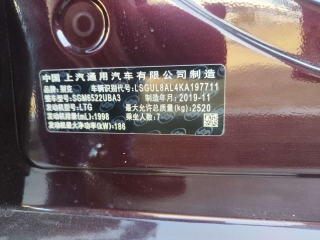 中国上汽通用汽车有限公司制造
品牌：别克 车辆识别代号：LSGUL8AL4KA197711
整车型号：SGM6522UBA3 制造年月：2019-11
发动机型号：LTG 最大允许总质量(kg)：2520
发动机排量(mL)：1998 乘坐人数：7
最大净功率(kW)：186